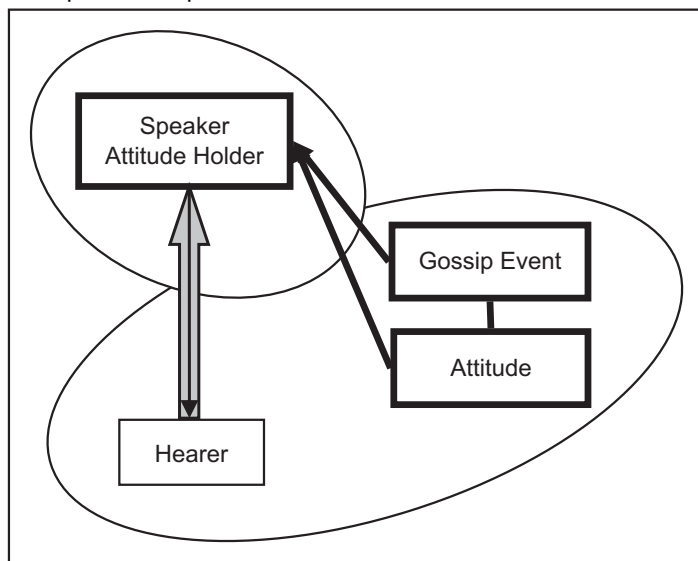 Speaker
Attitude Holder
Gossip Event
Attitude
Hearer